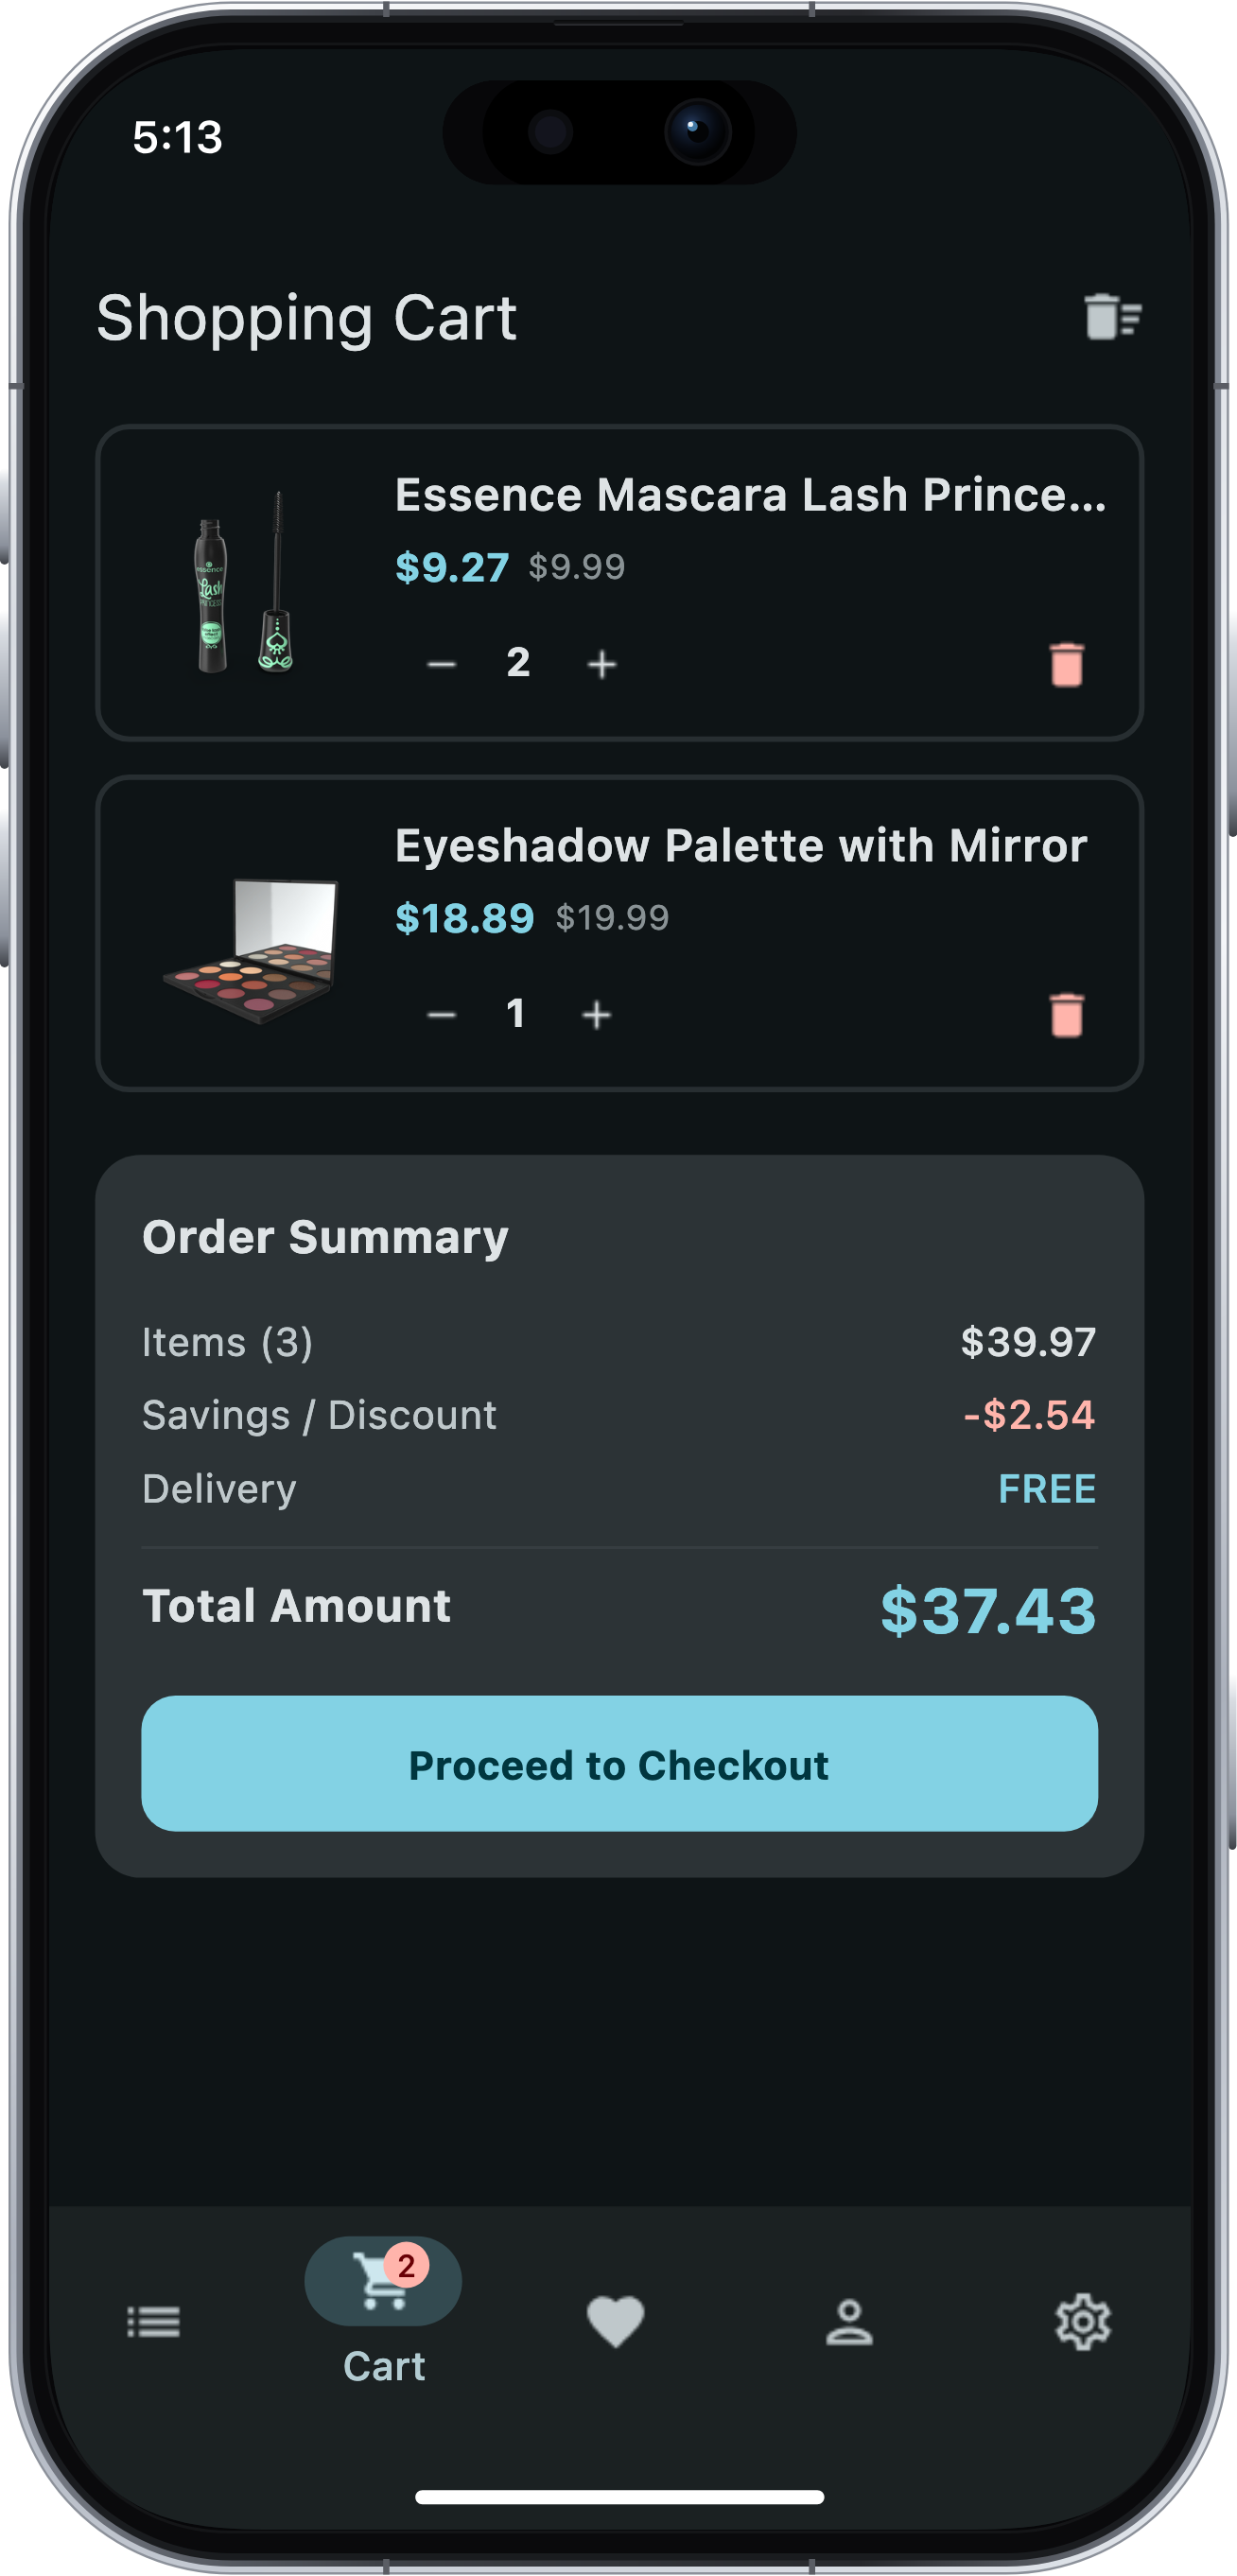 5:13
Shopping Cart
Essence Mascara Lash Prince...
$9.27 $9.99
essence
Lash
2
Eyeshadow Palette with Mirror
$18.89 $19.99
1
Order Summary
Items (3) $39.97
Savings / Discount -$2.54
Delivery FREE
Total Amount $37.43
Proceed to Checkout
2
Cart